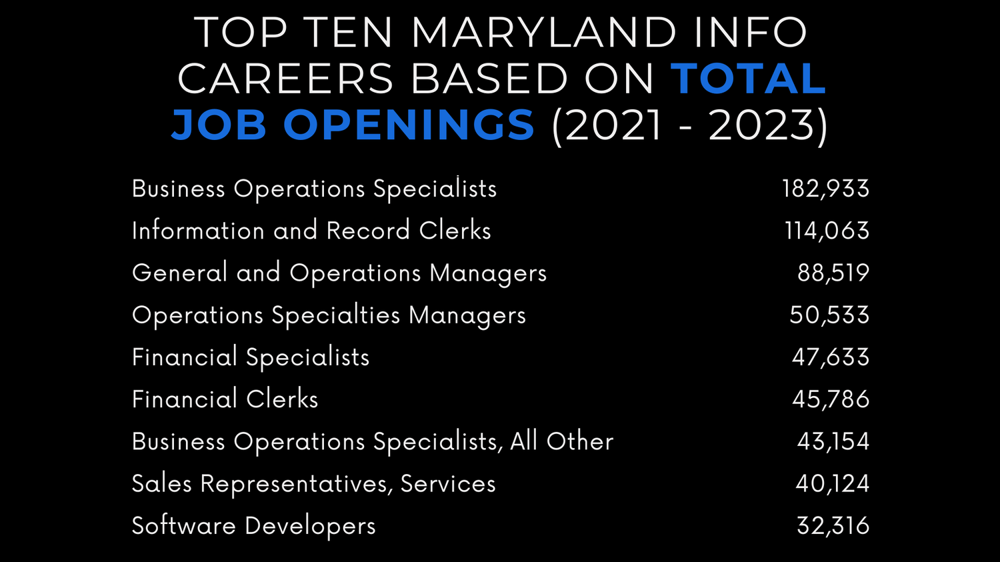 TOP TEN MARYLAND INFO
CAREERS BASED ON TOTAL
JOB OPENINGS (2021 - 2023)
Business Operations Specialists 182,933
Information and Record Clerks 114,063
General and Operations Managers 88,519
Operations Specialties Managers 50,533
Financial Specialists 47,633
Financial Clerks 45,786
Business Operations Specialists, All Other 43,154
Sales Representatives, Services 40,124
Software Developers 32,316